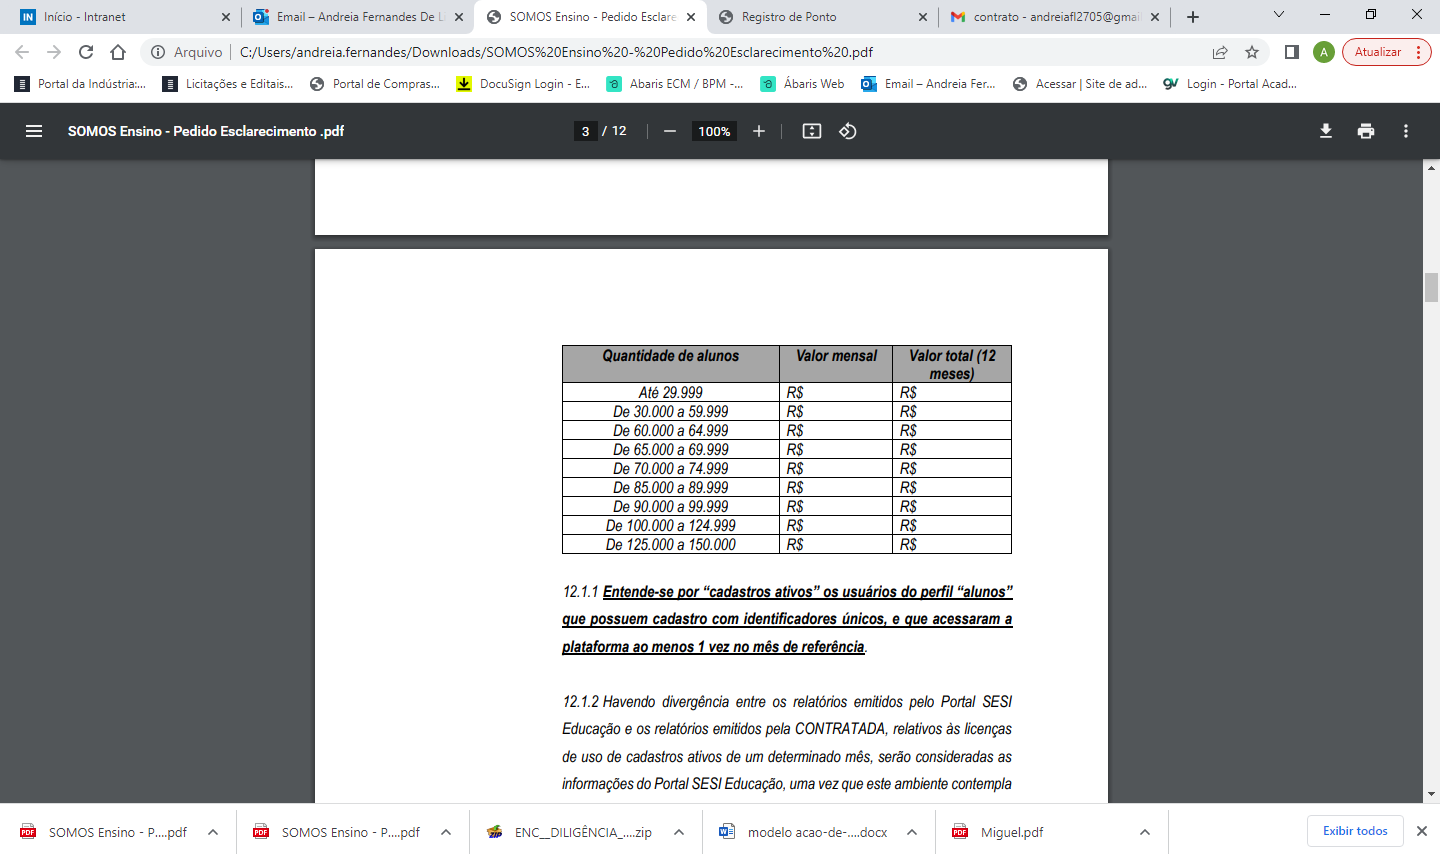 Início - Intranet
Email – Andreia Fernandes De L
SOMOS Ensino - Pedido Esclare
Registro de Ponto
contrato - andreiafl2705@gmai
Arquivo
C:/Users/andreia.fernandes/Downloads/SOMOS%20Ensino%20-%20Pedido%20Esclarecimento%20.pdf
A
Atualizar
Portal da Indústria:...
Licitações e Editais...
Portal de Compras...
DocuSign Login - E...
Abaris ECM / BPM -...
Ábaris Web
Email – Andreia Fer...
Acessar | Site de ad...
Login - Portal Acad...
SOMOS Ensino - Pedido Esclarecimento .pdf
3 / 12
100%
Quantidade de alunos Valor mensal Valor total (12
meses)
Até 29.999 R$ R$
De 30.000 a 59.999 R$ R$
De 60.000 a 64.999 R$ R$
De 65.000 a 69.999 R$ R$
De 70.000 a 74.999 R$ R$
De 85.000 a 89.999 R$ R$
De 90.000 a 99.999 R$ R$
De 100.000 a 124.999 R$ R$
De 125.000 a 150.000 R$ R$
12.1.1 Entende-se por “cadastros ativos” os usuários do perfil “alunos”
que possuem cadastro com identificadores únicos, e que acessaram a
plataforma ao menos 1 vez no mês de referência.
12.1.2 Havendo divergência entre os relatórios emitidos pelo Portal SESI
Educação e os relatórios emitidos pela CONTRATADA, relativos às licenças
de uso de cadastros ativos de um determinado mês, serão consideradas as
informações do Portal SESI Educação, uma vez que este ambiente contempla
SOMOS Ensino - P....pdf
SOMOS Ensino - P....pdf
ENC__DILIGÊNCIA_....zip
modelo acao-de-....docx
Miguel.pdf
Exibir todos